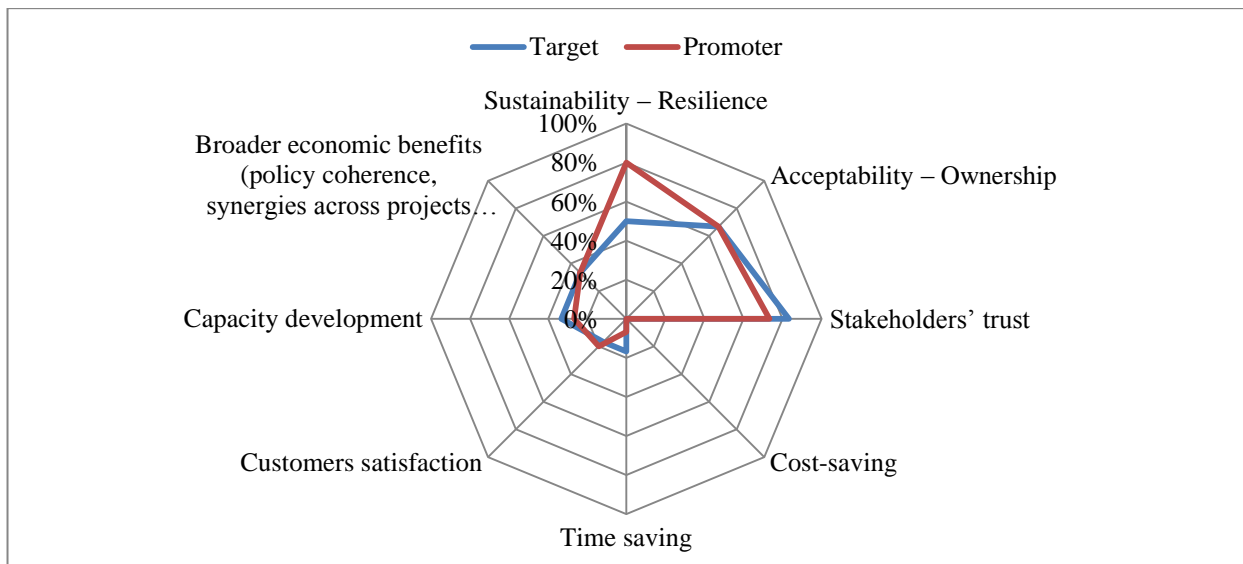 Target Promoter
Sustainability – Resilience
100%
80%
60%
40%
20%
0%
Acceptability – Ownership
Stakeholders’ trust
Cost-saving
Time saving
Customers satisfaction
Capacity development
Broader economic benefits
(policy coherence,
synergies across projects…